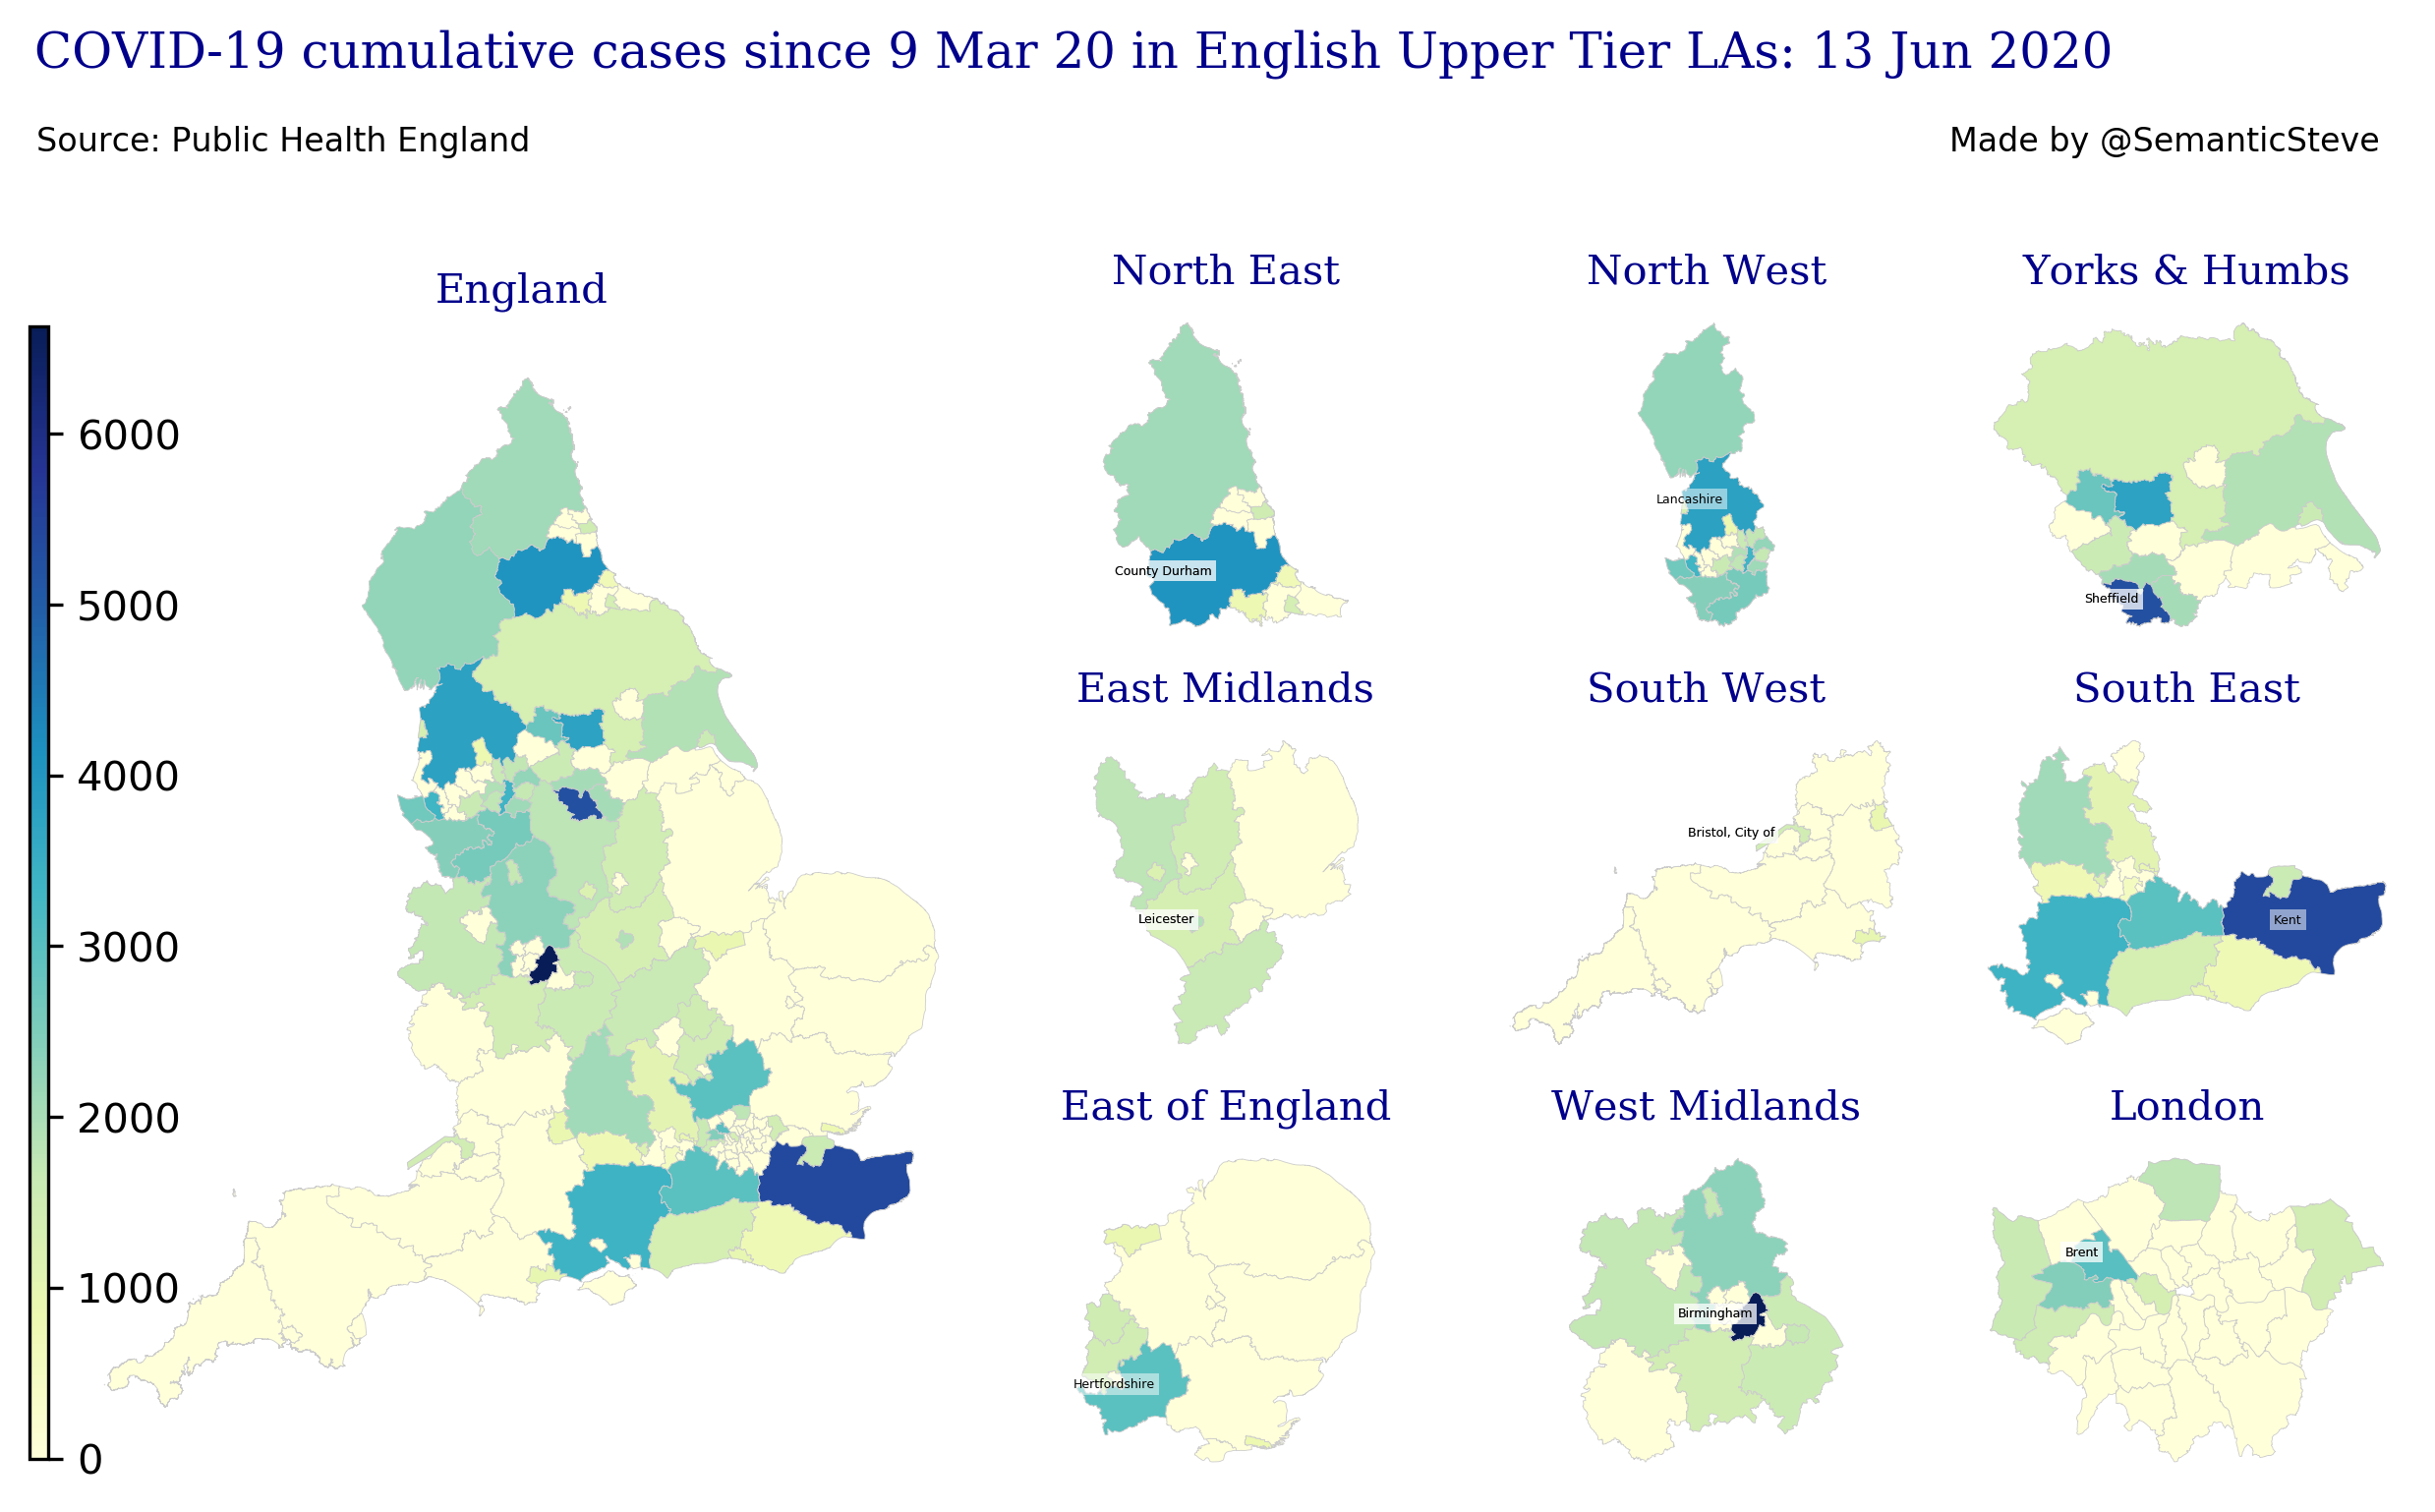 COVID-19 cumulative cases since 9 Mar 20 in English Upper Tier LAs: 13 Jun 2020
Source: Public Health England
Made by @SemanticSteve
England
6000
5000
4000
3000
2000
1000
0
North East
County Durham
North West
Lancashire
Yorks & Humbs
Sheffield
East Midlands
Leicester
South West
Bristol, City of
South East
Kent
East of England
Hertfordshire
West Midlands
Birmingham
London
Brent